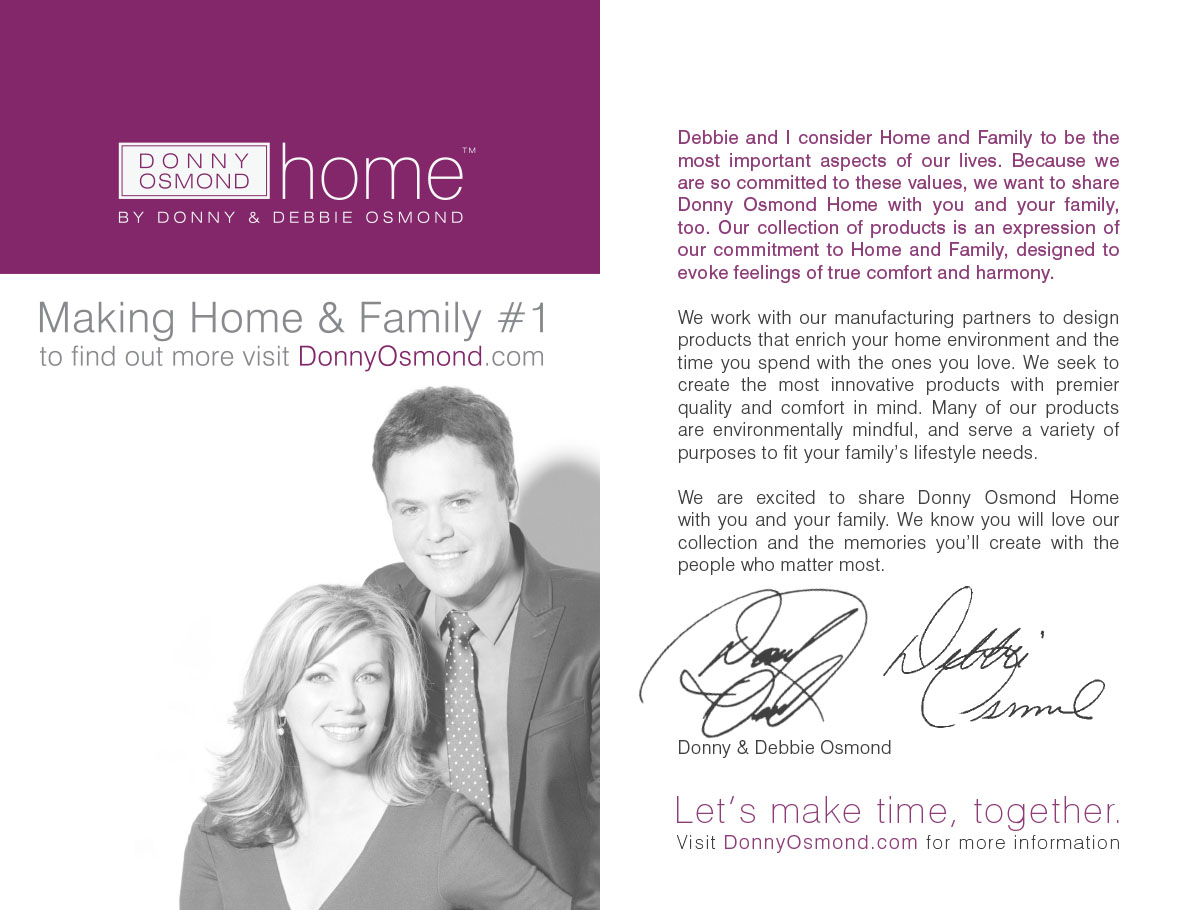 DONNY
OSMOND
home™
BY DONNY & DEBBIE OSMOND
Making Home & Family #1
to find out more visit DonnyOsmond.com
Debbie and I consider Home and Family to be the
most important aspects of our lives. Because we
are so committed to these values, we want to share
Donny Osmond Home with you and your family,
too. Our collection of products is an expression of
our commitment to Home and Family, designed to
evoke feelings of true comfort and harmony.
We work with our manufacturing partners to design
products that enrich your home environment and the
time you spend with the ones you love. We seek to
create the most innovative products with premier
quality and comfort in mind. Many of our products
are environmentally mindful, and serve a variety of
purposes to fit your family’s lifestyle needs.
We are excited to share Donny Osmond Home
with you and your family. We know you will love our
collection and the memories you’ll create with the
people who matter most.
Debbie
Donny & Debbie Osmond
Let’s make time, together.
Visit DonnyOsmond.com for more information